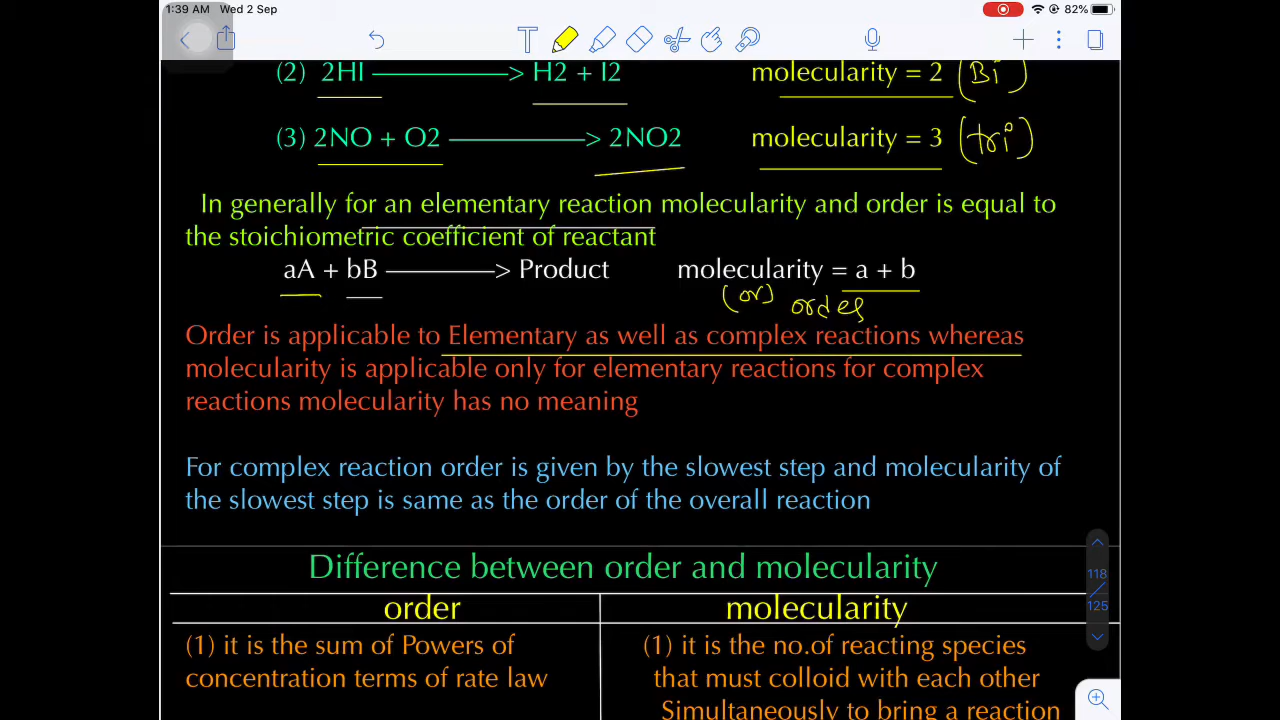 1:39 AM Wed 2 Sep 82%
(2) 2HI ————> H2 + I2 molecularity = 2 (Bi)
(3) 2NO + O2 ————> 2NO2 molecularity = 3 (tri)
In generally for an elementary reaction molecularity and order is equal to
the stoichiometric coefficient of reactant
aA + bB ————> Product molecularity = a + b
(or) order
Order is applicable to Elementary as well as complex reactions whereas
molecularity is applicable only for elementary reactions for complex
reactions molecularity has no meaning
For complex reaction order is given by the slowest step and molecularity of
the slowest step is same as the order of the overall reaction
Difference between order and molecularity
order molecularity
(1) it is the sum of Powers of
concentration terms of rate law
(1) it is the no.of reacting species
that must colloid with each other
Simultaneously to bring a reaction
118
125